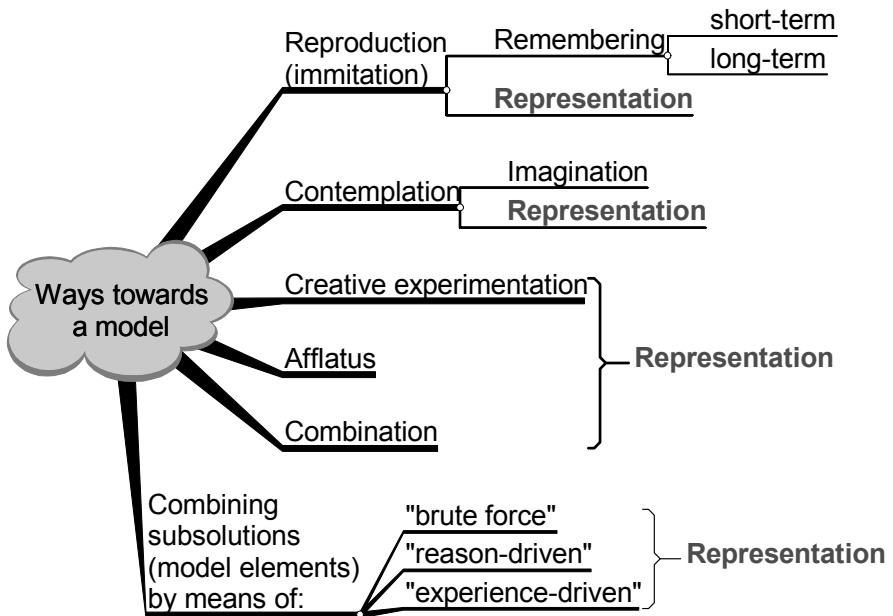 Ways towards
a model
Reproduction
(immitation)
Remembering
short-term
long-term
Representation
Contemplation
Imagination
Representation
Creative experimentation
Afflatus
Combination
Representation
Combining
subsolutions
(model elements)
by means of:
"brute force"
"reason-driven"
"experience-driven"
Representation